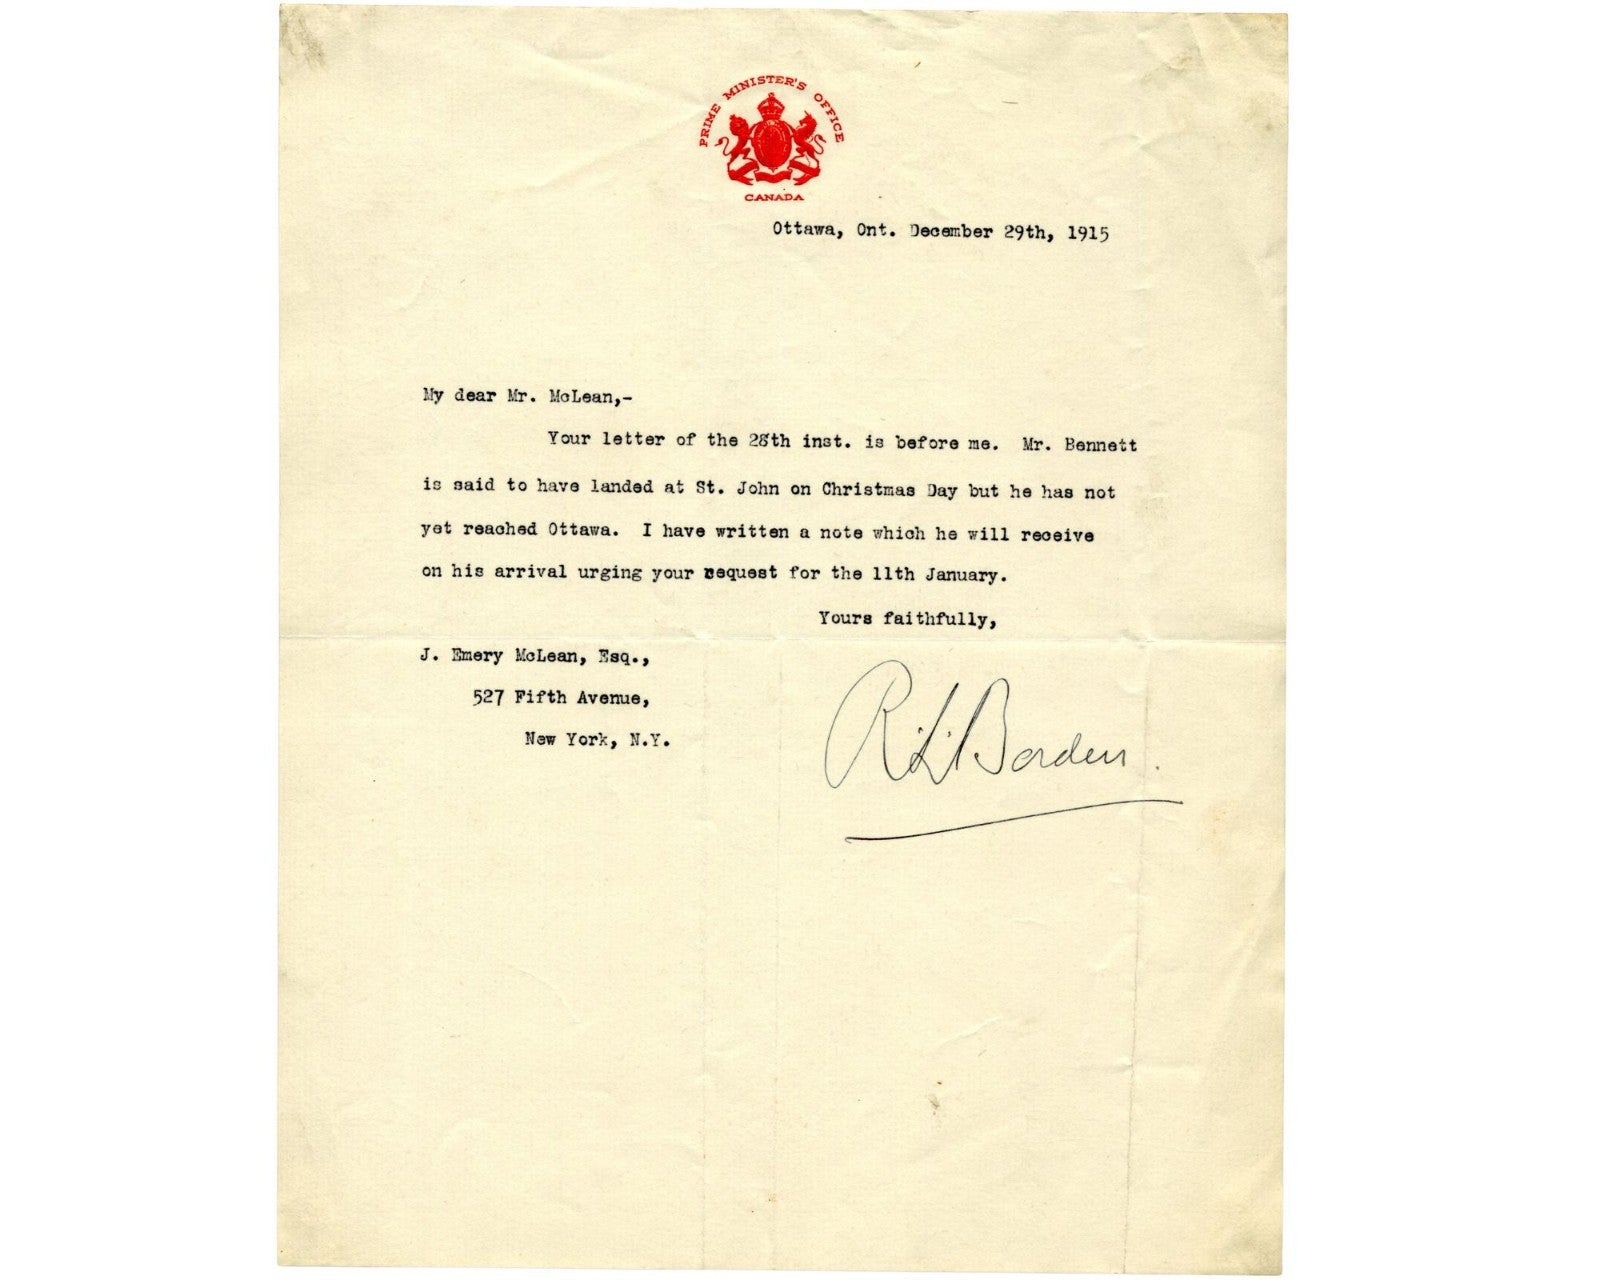 PRIME MINISTER'S OFFICE
CANADA
Ottawa, Ont. December 29th, 1915
My dear Mr. McLean,-
Your letter of the 28th inst. is before me. Mr. Bennett
is said to have landed at St. John on Christmas Day but he has not
yet reached Ottawa. I have written a note which he will receive
on his arrival urging your request for the 11th January.
Yours faithfully,
J. Emery McLean, Esq.,
527 Fifth Avenue,
New York, N.Y.
R. L. Borden.